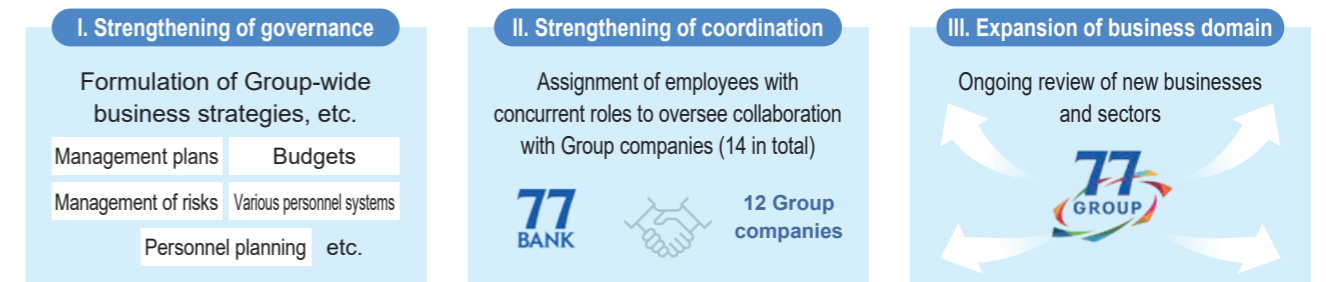 I. Strengthening of governance
Formulation of Group-wide
business strategies, etc.
Management plans
Budgets
Management of risks
Various personnel systems
Personnel planning
etc.
II. Strengthening of coordination
Assignment of employees with
concurrent roles to oversee collaboration
with Group companies (14 in total)
77
BANK
12 Group
companies
III. Expansion of business domain
Ongoing review of new businesses
and sectors
77
GROUP